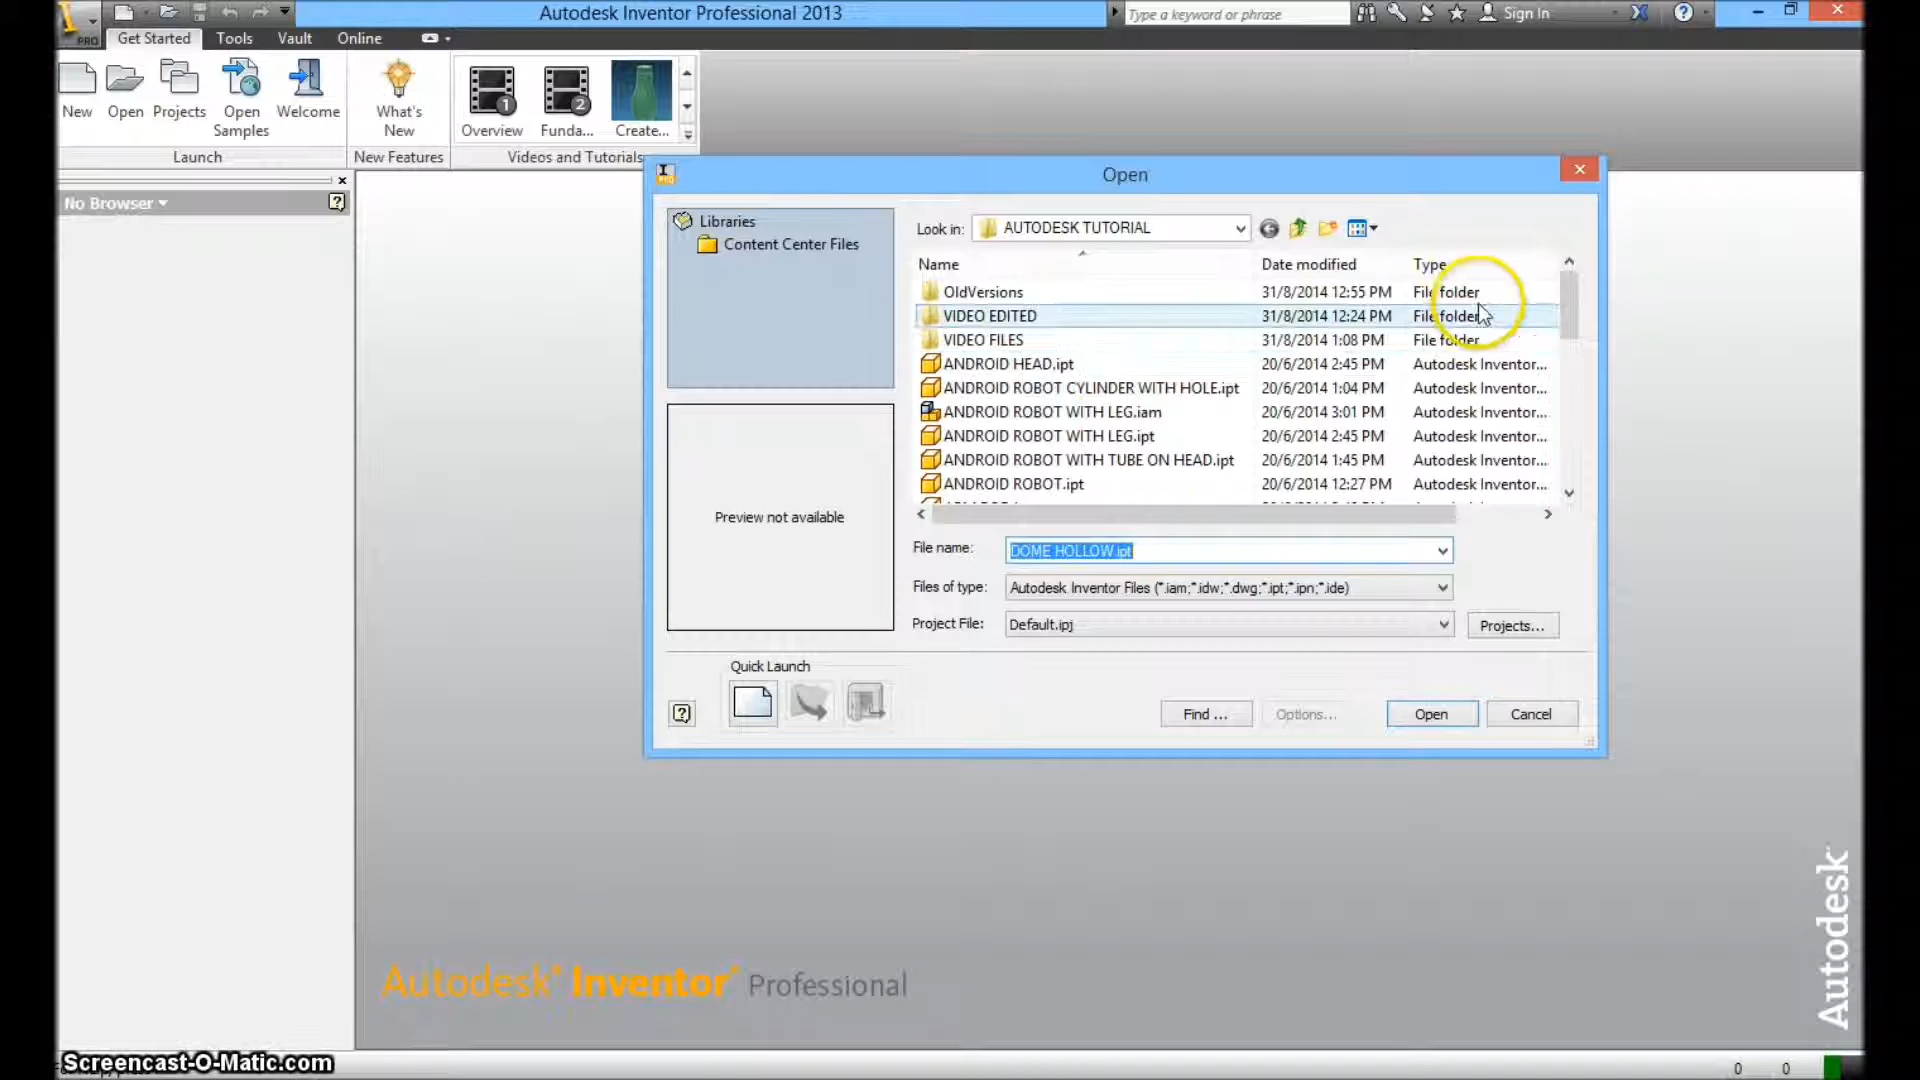 PRO
Autodesk Inventor Professional 2013
Type a keyword or phrase
Sign In
Get Started Tools Vault Online
New Open Projects Open Samples Welcome What's New
1 Overview 2 Funda... Create...
Launch New Features Videos and Tutorials
No Browser
Open
Libraries
Content Center Files
Look in: AUTODESK TUTORIAL
Name Date modified Type
OldVersions 31/8/2014 12:55 PM File folder
VIDEO EDITED 31/8/2014 12:24 PM File folder
VIDEO FILES 31/8/2014 1:08 PM File folder
ANDROID HEAD.ipt 20/6/2014 2:45 PM Autodesk Inventor...
ANDROID ROBOT CYLINDER WITH HOLE.ipt 20/6/2014 1:04 PM Autodesk Inventor...
ANDROID ROBOT WITH LEG.iam 20/6/2014 3:01 PM Autodesk Inventor...
ANDROID ROBOT WITH LEG.ipt 20/6/2014 2:45 PM Autodesk Inventor...
ANDROID ROBOT WITH TUBE ON HEAD.ipt 20/6/2014 1:45 PM Autodesk Inventor...
ANDROID ROBOT.ipt 20/6/2014 12:27 PM Autodesk Inventor...
Preview not available
File name: DOME HOLLOW.ipt
Files of type: Autodesk Inventor Files (*.iam;*.idw;*.dwg;*.ipt;*.ipn;*.ide)
Project File: Default.ipj Projects...
Quick Launch
Find ... Options... Open Cancel
Autodesk® Inventor® Professional
Autodesk
Screencast-O-Matic.com
0 0